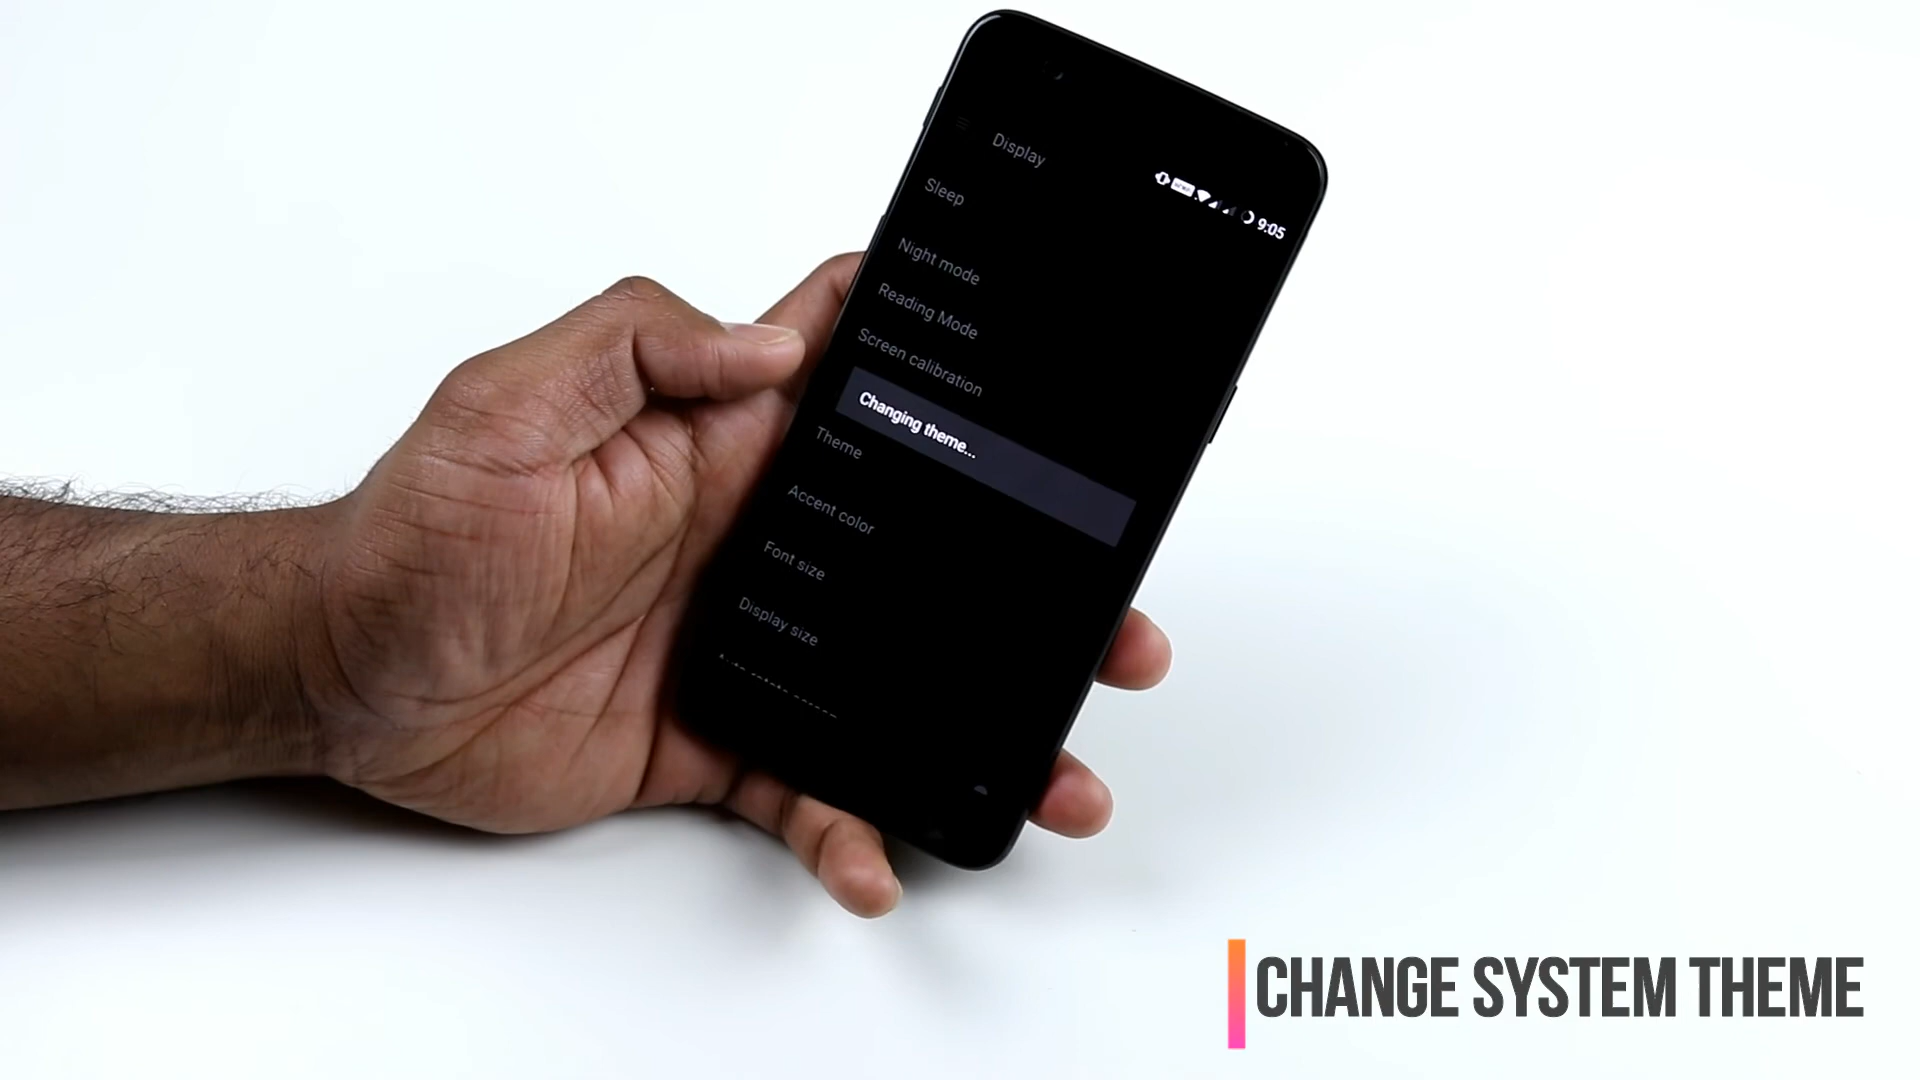 9:05
Display
Sleep
Night mode
Reading Mode
Screen calibration
Changing theme...
Theme
Accent color
Font size
Display size
CHANGE SYSTEM THEME